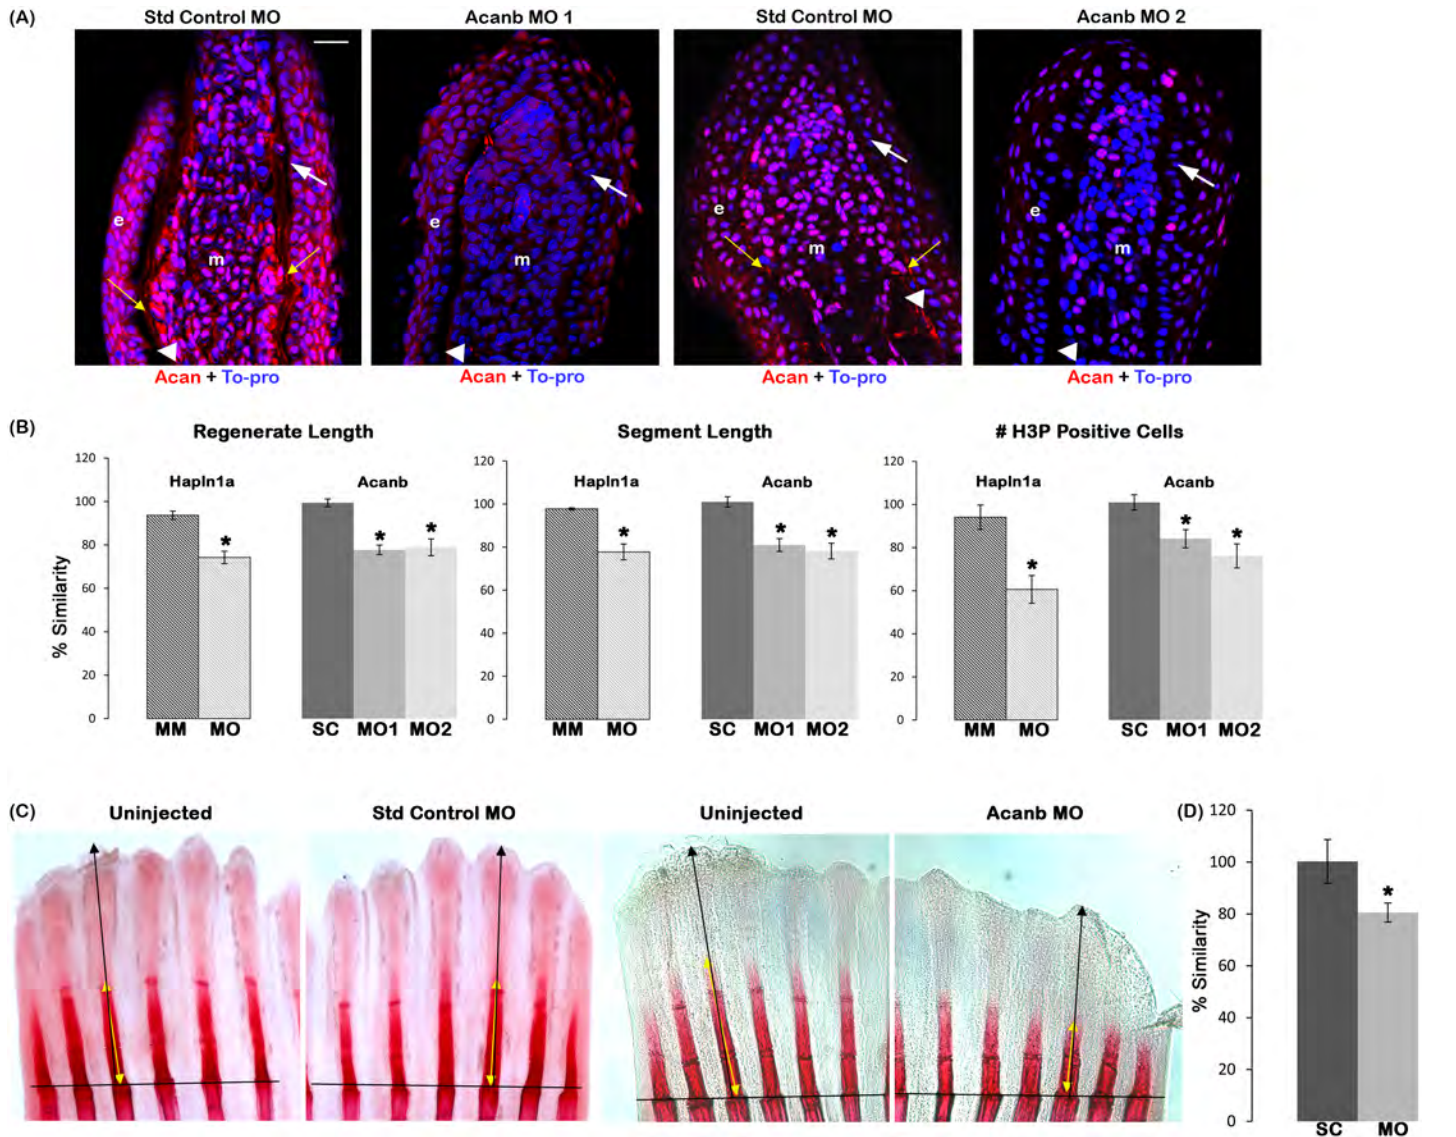 (A) Std Control MO Acanb MO 1 Std Control MO Acanb MO 2
e m e m e m e m
Acan + To-pro Acan + To-pro Acan + To-pro Acan + To-pro
(B) Regenerate Length Segment Length # H3P Positive Cells
% Similarity
120
100
80
60
40
20
0
Hapln1a Acanb
* * *
MM MO SC MO1 MO2
120
100
80
60
40
20
0
Hapln1a Acanb
* * *
MM MO SC MO1 MO2
120
100
80
60
40
20
0
Hapln1a Acanb
* * *
MM MO SC MO1 MO2
(C) Uninjected Std Control MO Uninjected Acanb MO
(D)
% Similarity
120
100
80
60
40
20
0
*
SC MO